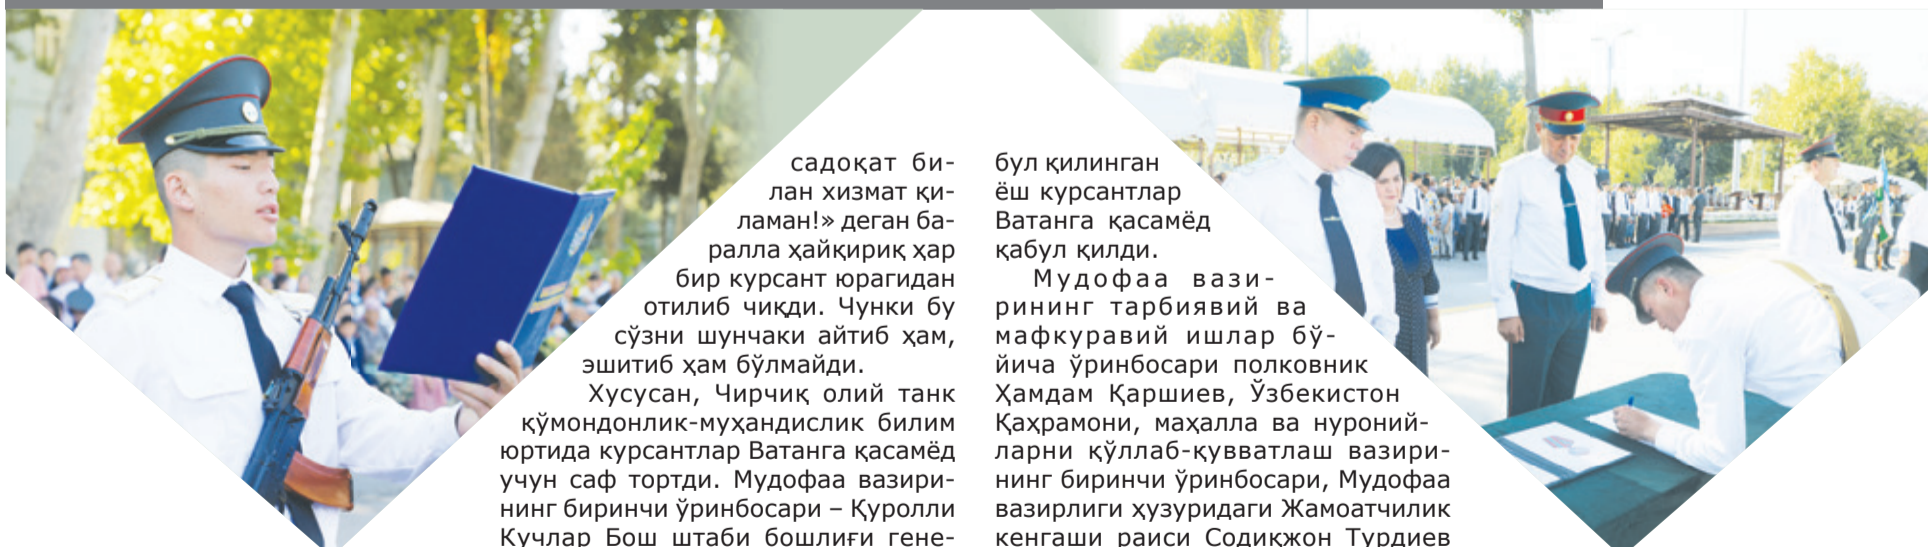 садоқат би-
лан хизмат қи-
ламан!» деган ба-
ралла ҳайқириқ ҳар
бир курсант юрагидан
отилиб чиқди. Чунки бу
сўзни шунчаки айтиб ҳам,
эшитиб ҳам бўлмайди.
Хусусан, Чирчиқ олий танк
қўмондонлик-муҳандислик билим
юртида курсантлар Ватанга қасамёд
учун саф тортди. Мудофаа вазири-
нинг биринчи ўринбосари – Қуролли
Кучлар Бош штаби бошлиғи гене-
бул қилинган
ёш курсантлар
Ватанга қасамёд
қабул қилди.
Мудофаа вази-
рининг тарбиявий ва
мафкуравий ишлар бў-
йича ўринбосари полковник
Ҳамдам Қаршиев, Ўзбекистон
Қаҳрамони, маҳалла ва нуроний-
ларни қўллаб-қувватлаш вазири-
нинг биринчи ўринбосари, Мудофаа
вазирлиги ҳузуридаги Жамоатчилик
кенгаши раиси Содиқжон Турдиев